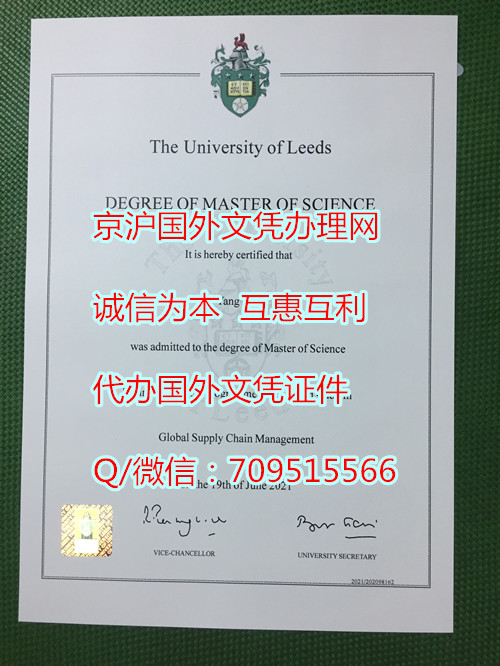 The University of Leeds
DEGREE OF MASTER OF SCIENCE
京沪国外文凭办理网
It is hereby certified that
诚信为本 互惠互利
was admitted to the degree of Master of Science
代办国外文凭证件
Global Supply Chain Management
Q/微信：709515566
the 19th of June 2021
VICE-CHANCELLOR
UNIVERSITY SECRETARY
2021/202098162